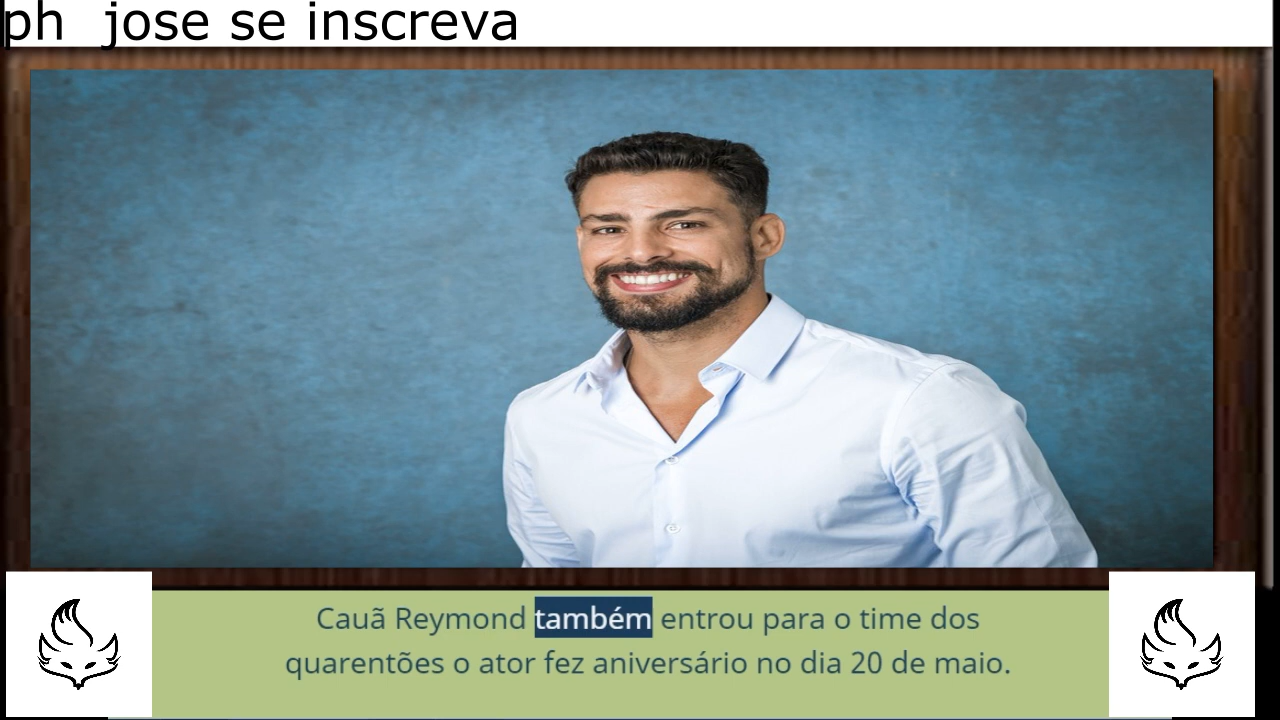 ph jose se inscreva
Cauã Reymond também entrou para o time dos
quarentões o ator fez aniversário no dia 20 de maio.